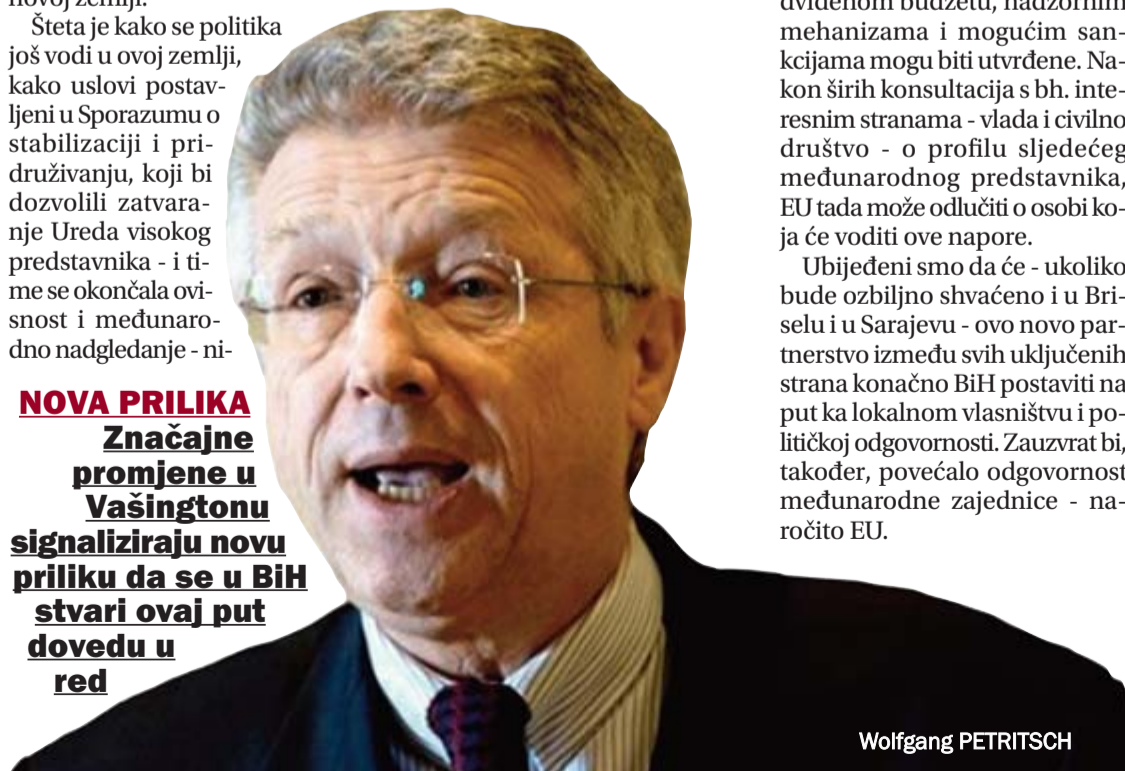 novoj zemlji.
Šteta je kako se politika
još vodi u ovoj zemlji,
kako uslovi postav-
ljeni u Sporazumu o
stabilizaciji i pri-
druživanju, koji bi
dozvolili zatvara-
nje Ureda visokog
predstavnika - i ti-
me se okončala ovi-
snost i međunaro-
dno nadgledanje - ni-
NOVA PRILIKA
Značajne
promjene u
Vašingtonu
signaliziraju novu
priliku da se u BiH
stvari ovaj put
dovedu u
red
dviđenom budžetu, nadzornim
mehanizama i mogućim san-
kcijama mogu biti utvrđene. Na-
kon širih konsultacija s bh. inte-
resnim stranama - vlada i civilno
društvo - o profilu sljedećeg
međunarodnog predstavnika,
EU tada može odlučiti o osobi ko-
ja će voditi ove napore.
Ubijeđeni smo da će - ukoliko
bude ozbiljno shvaćeno i u Bri-
selu i u Sarajevu - ovo novo par-
tnerstvo između svih uključenih
strana konačno BiH postaviti na
put ka lokalnom vlasništvu i po-
litičkoj odgovornosti. Zauzvrat bi,
također, povećalo odgovornost
međunarodne zajednice - na-
ročito EU.
Wolfgang PETRITSCH